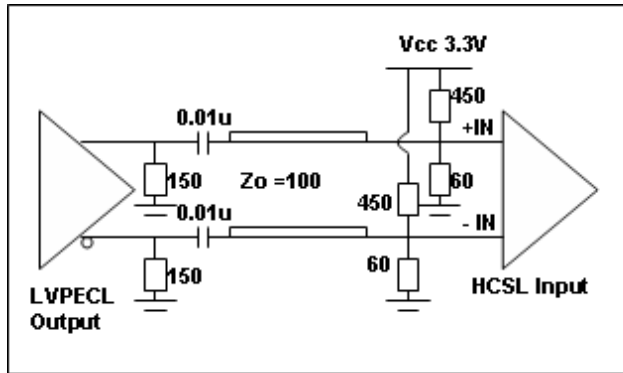 Vcc 3.3V
450
0.01u
+IN
150
Zo =100
60
450
0.01u
- IN
150
60
LVPECL
Output
HCSL Input